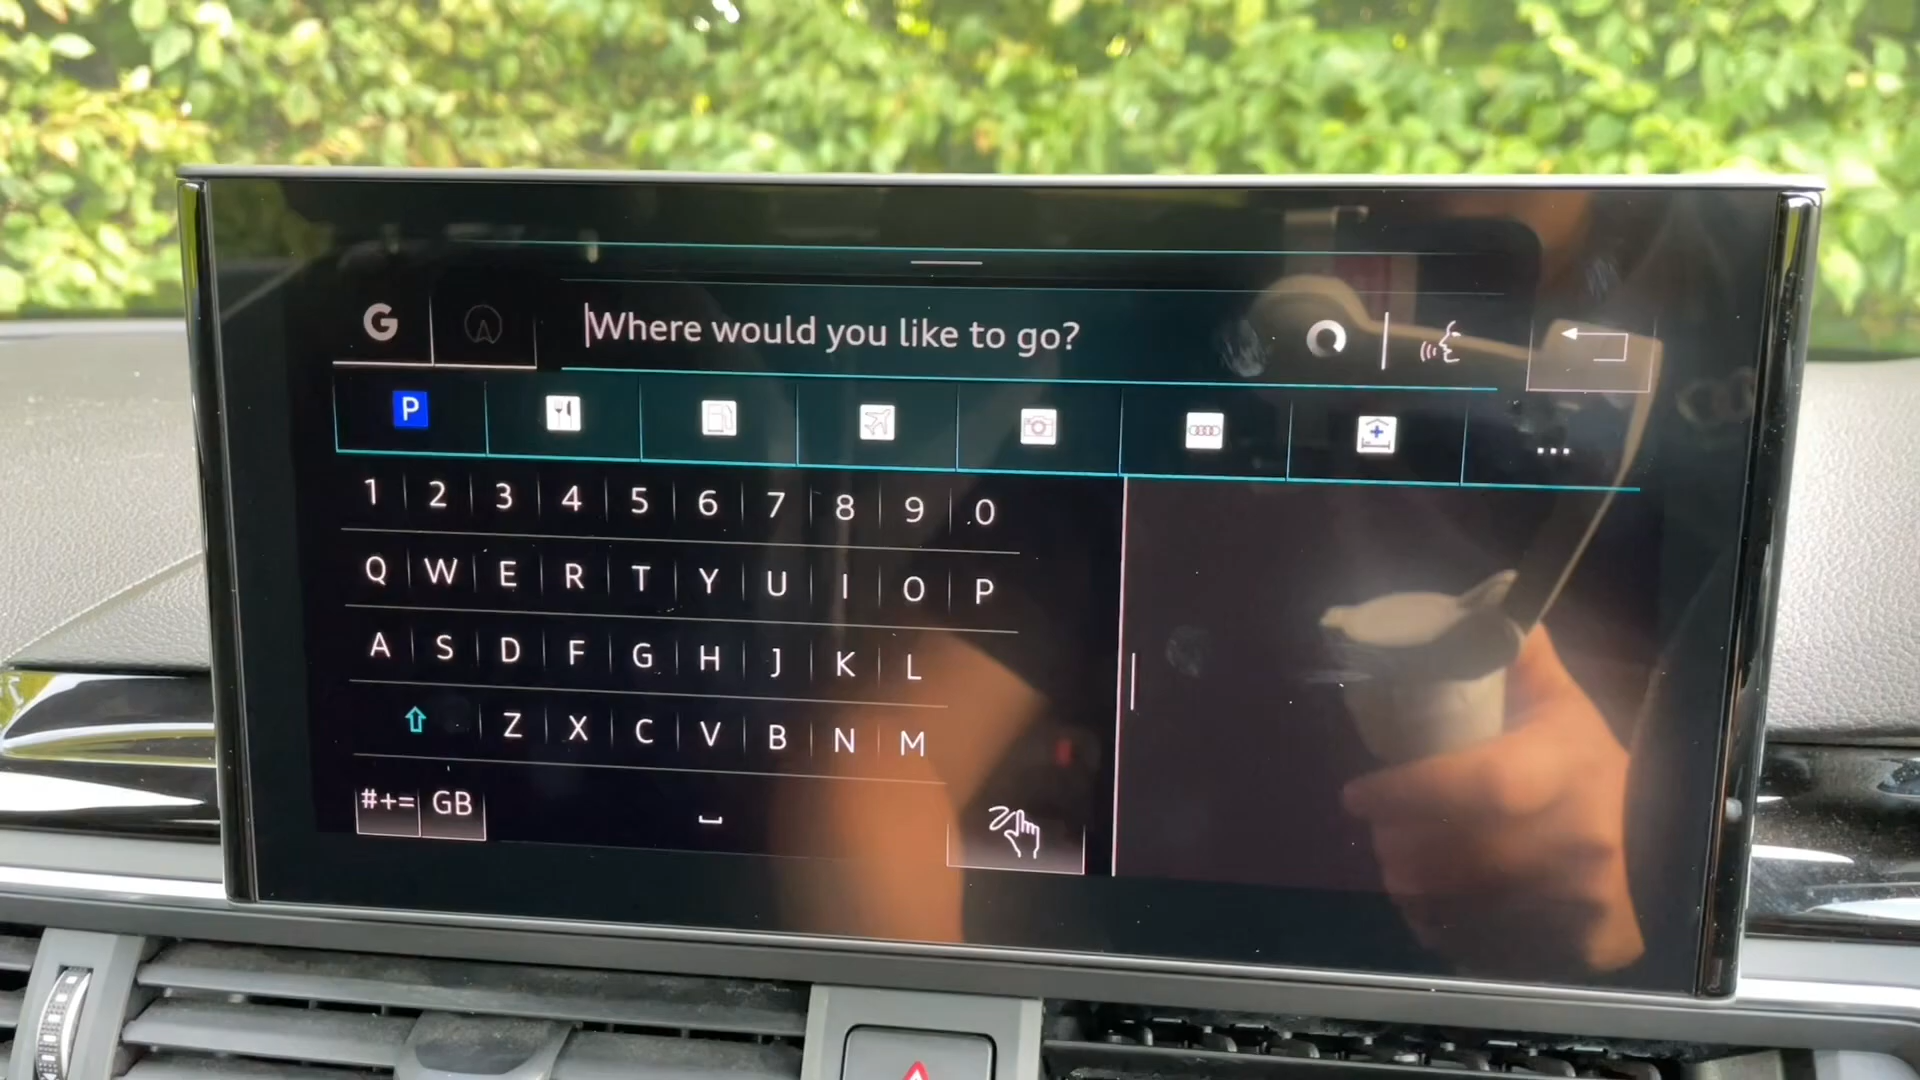 G
Where would you like to go?
P
...
1 2 3 4 5 6 7 8 9 0
Q W E R T Y U I O P
A S D F G H J K L
Z X C V B N M
#+= GB